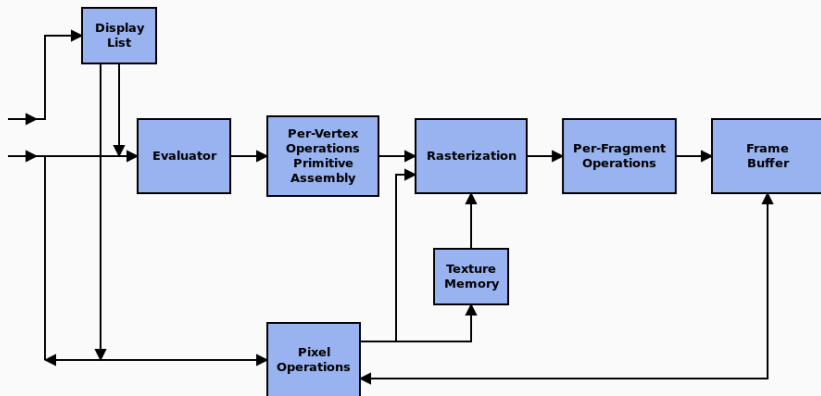 Display
List
Evaluator
Per-Vertex
Operations
Primitive
Assembly
Rasterization
Per-Fragment
Operations
Frame
Buffer
Texture
Memory
Pixel
Operations